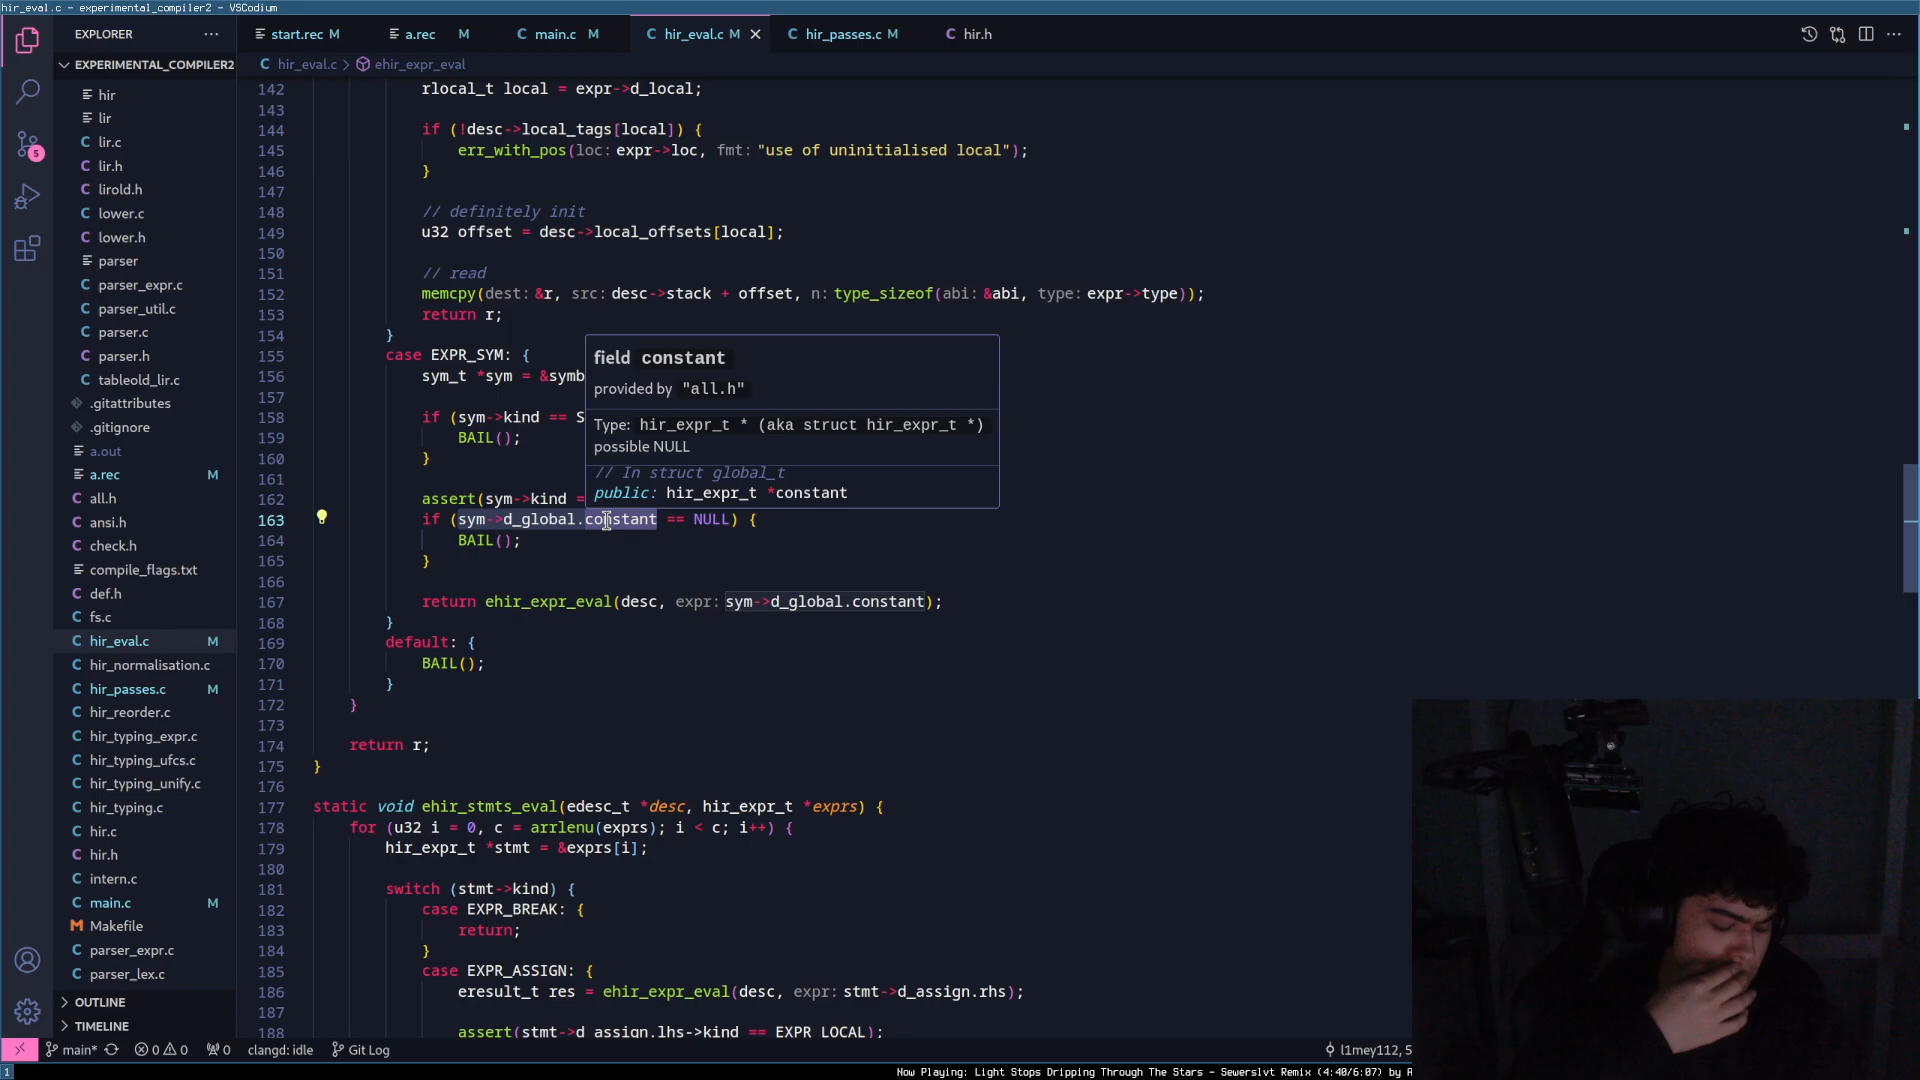 hir_eval.c - experimental_compiler2 - VSCodium
EXPLORER
start.rec M
a.rec M
main.c M
hir_eval.c M
hir_passes.c M
hir.h
EXPERIMENTAL_COMPILER2
hir_eval.c > ehir_expr_eval
hir
lir
lir.c
lir.h
lirold.h
lower.c
lower.h
parser
parser_expr.c
parser_util.c
parser.c
parser.h
tableold_lir.c
.gitattributes
.gitignore
a.out
a.rec M
all.h
ansi.h
check.h
compile_flags.txt
def.h
fs.c
hir_eval.c M
hir_normalisation.c
hir_passes.c M
hir_reorder.c
hir_typing_expr.c
hir_typing_ufcs.c
hir_typing_unify.c
hir_typing.c
hir.c
hir.h
intern.c
main.c M
Makefile
parser_expr.c
parser_lex.c
OUTLINE
TIMELINE
5
142 rlocal_t local = expr->d_local;
143
144 if (!desc->local_tags[local]) {
145 err_with_pos(loc: expr->loc, fmt: "use of uninitialised local");
146 }
147
148 // definitely init
149 u32 offset = desc->local_offsets[local];
150
151 // read
152 memcpy(dest: &r, src: desc->stack + offset, n: type_sizeof(abi: &abi, type: expr->type));
153 return r;
154 }
155 case EXPR_SYM: {
156 sym_t *sym = &symb
157
158 if (sym->kind == S
159 BAIL();
160 }
161
162 assert(sym->kind =
163 if (sym->d_global.constant == NULL) {
164 BAIL();
165 }
166
167 return ehir_expr_eval(desc, expr: sym->d_global.constant);
168 }
169 default: {
170 BAIL();
171 }
172 }
173
174 return r;
175 }
176
177 static void ehir_stmts_eval(edesc_t *desc, hir_expr_t *exprs) {
178 for (u32 i = 0, c = arrlenu(exprs); i < c; i++) {
179 hir_expr_t *stmt = &exprs[i];
180
181 switch (stmt->kind) {
182 case EXPR_BREAK: {
183 return;
184 }
185 case EXPR_ASSIGN: {
186 eresult_t res = ehir_expr_eval(desc, expr: stmt->d_assign.rhs);
187
188 assert(stmt->d_assign.lhs->kind == EXPR_LOCAL);
field constant
provided by "all.h"
Type: hir_expr_t * (aka struct hir_expr_t *)
possible NULL
// In struct global_t
public: hir_expr_t *constant
main* 0 0 0 clangd: idle Git Log
l1mey112, 5
1
Now Playing: Light Stops Dripping Through The Stars - Sewerslvt Remix (4:40/6:07) by